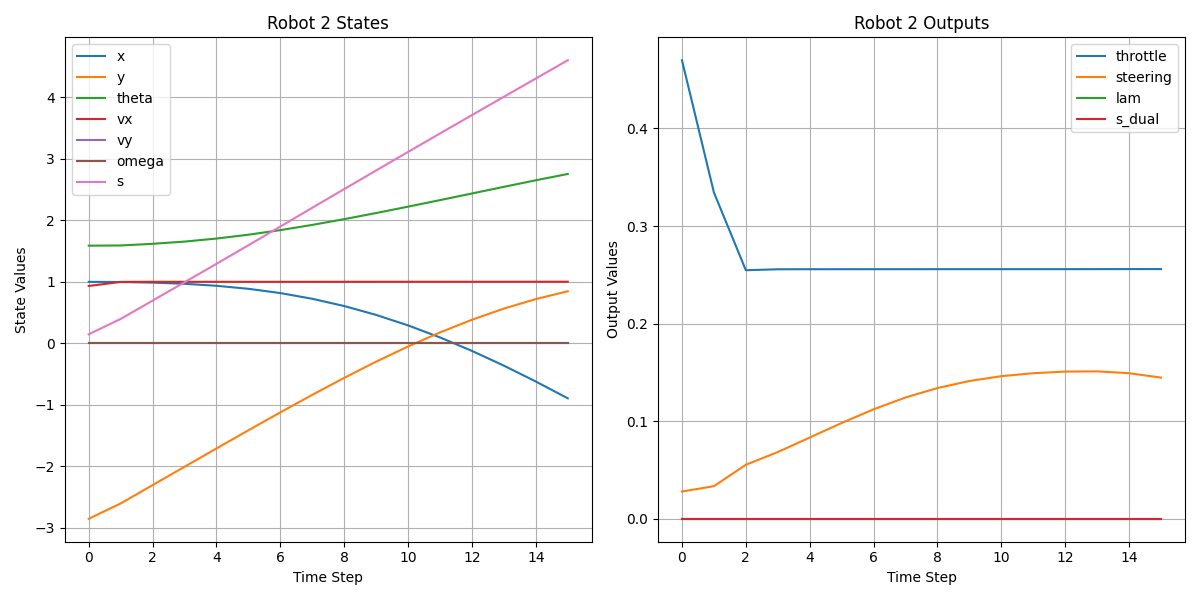 Robot 2 States
x
y
theta
vx
vy
omega
s
4
3
2
1
0
−1
−2
−3
State Values
0 2 4 6 8 10 12 14
Time Step
Robot 2 Outputs
throttle
steering
lam
s_dual
0.4
0.3
0.2
0.1
0.0
Output Values
0 2 4 6 8 10 12 14
Time Step